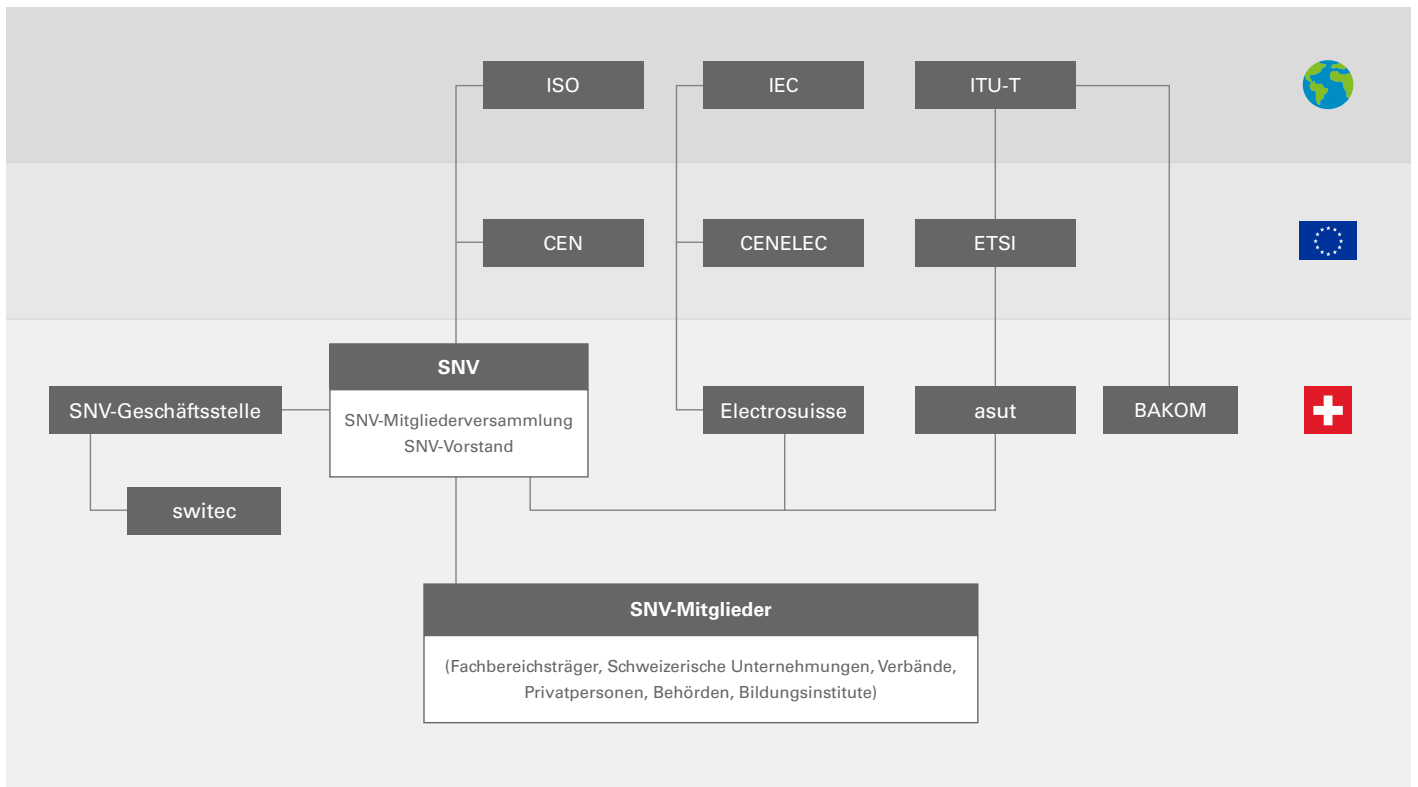 ISO
IEC
ITU-T
CEN
CENELEC
ETSI
SNV
SNV-Mitgliederversammlung
SNV-Vorstand
SNV-Geschäftsstelle
Electrosuisse
asut
BAKOM
switec
SNV-Mitglieder
(Fachbereichsträger, Schweizerische Unternehmungen, Verbände,
Privatpersonen, Behörden, Bildungsinstitute)